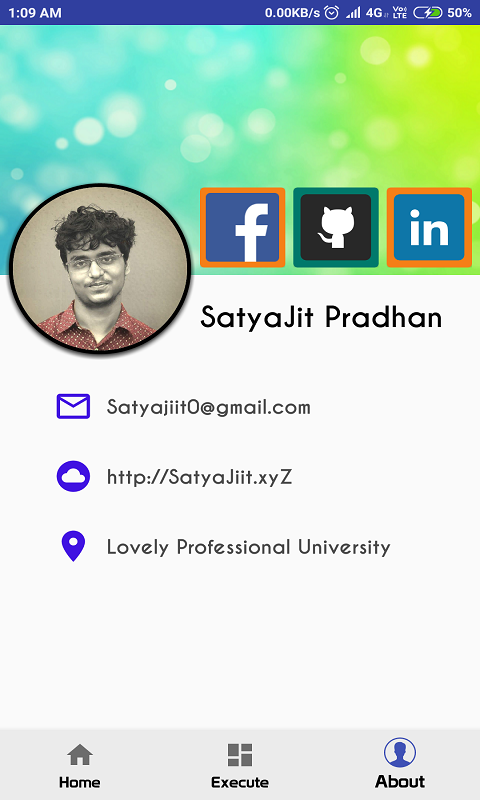 1:09 AM 0.00KB/s 4G Vo) LTE 50%
f in
SatyaJit Pradhan
Satyajiit0@gmail.com
http://SatyaJiit.xyZ
Lovely Professional University
Home Execute About